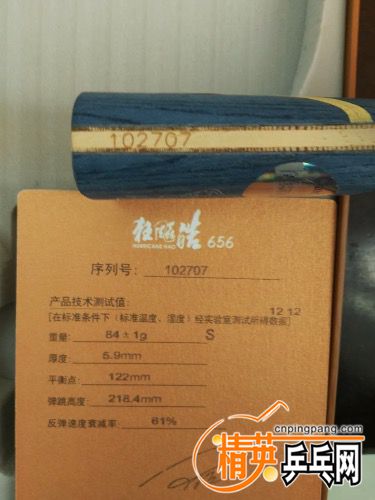 102707
狂飚皓 656
HURRICANE HAO
序列号: 102707
产品技术测试值:
12 12
[在标准条件下 (标准温度、湿度) 经实验室测试所得数据]
重量: 84±1g S
厚度: 5.9mm
平衡点: 122mm
弹跳高度: 218.4mm
反弹速度衰减率: 61%
cnpingpang.com
精英乒乓网